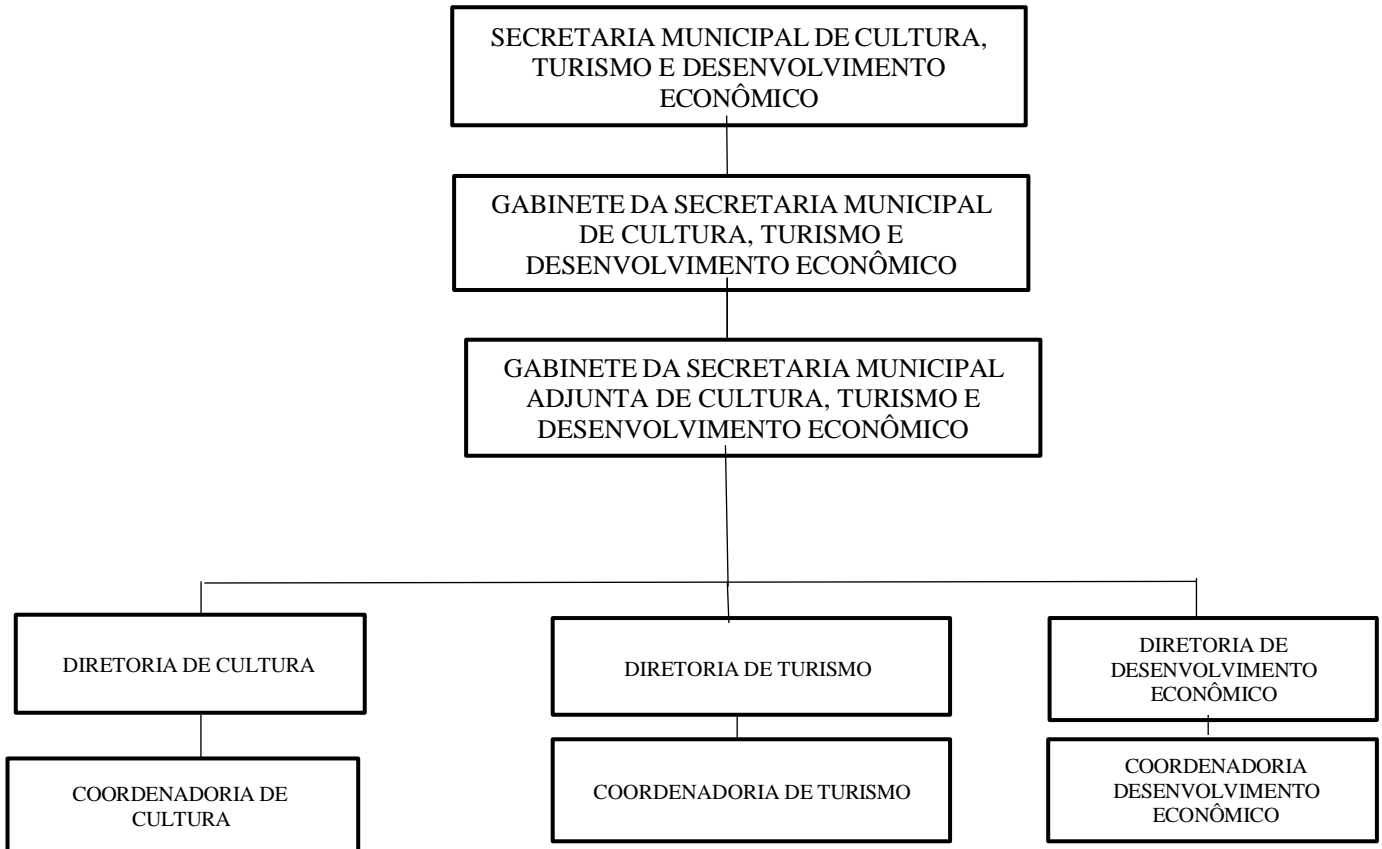 SECRETARIA MUNICIPAL DE CULTURA,
TURISMO E DESENVOLVIMENTO
ECONÔMICO
GABINETE DA SECRETARIA MUNICIPAL
DE CULTURA, TURISMO E
DESENVOLVIMENTO ECONÔMICO
GABINETE DA SECRETARIA MUNICIPAL
ADJUNTA DE CULTURA, TURISMO E
DESENVOLVIMENTO ECONÔMICO
DIRETORIA DE CULTURA
DIRETORIA DE TURISMO
DIRETORIA DE
DESENVOLVIMENTO
ECONÔMICO
COORDENADORIA DE
CULTURA
COORDENADORIA DE TURISMO
COORDENADORIA
DESENVOLVIMENTO
ECONÔMICO